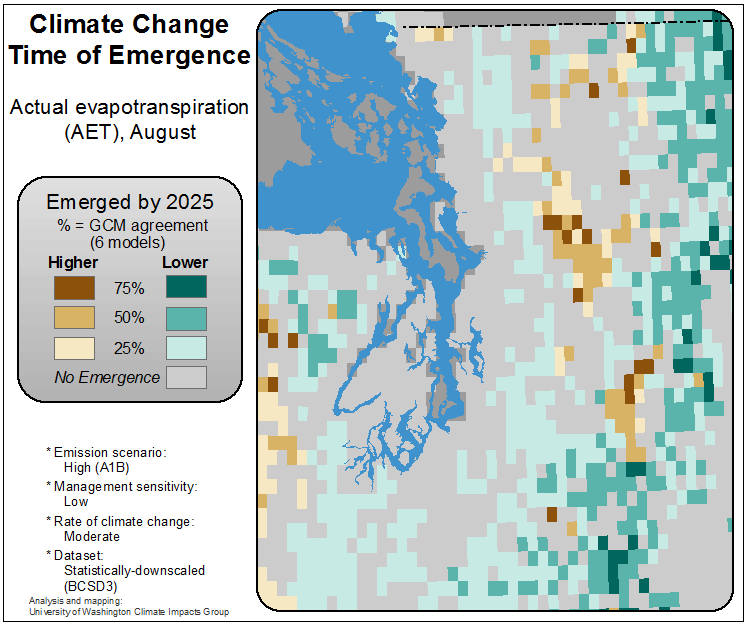 Climate Change
Time of Emergence
Actual evapotranspiration
(AET), August
Emerged by 2025
% = GCM agreement
(6 models)
Higher Lower
75%
50%
25%
No Emergence
* Emission scenario:
High (A1B)
* Management sensitivity:
Low
* Rate of climate change:
Moderate
* Dataset:
Statistically-downscaled
(BCSD3)
Analysis and mapping:
University of Washington Climate Impacts Group